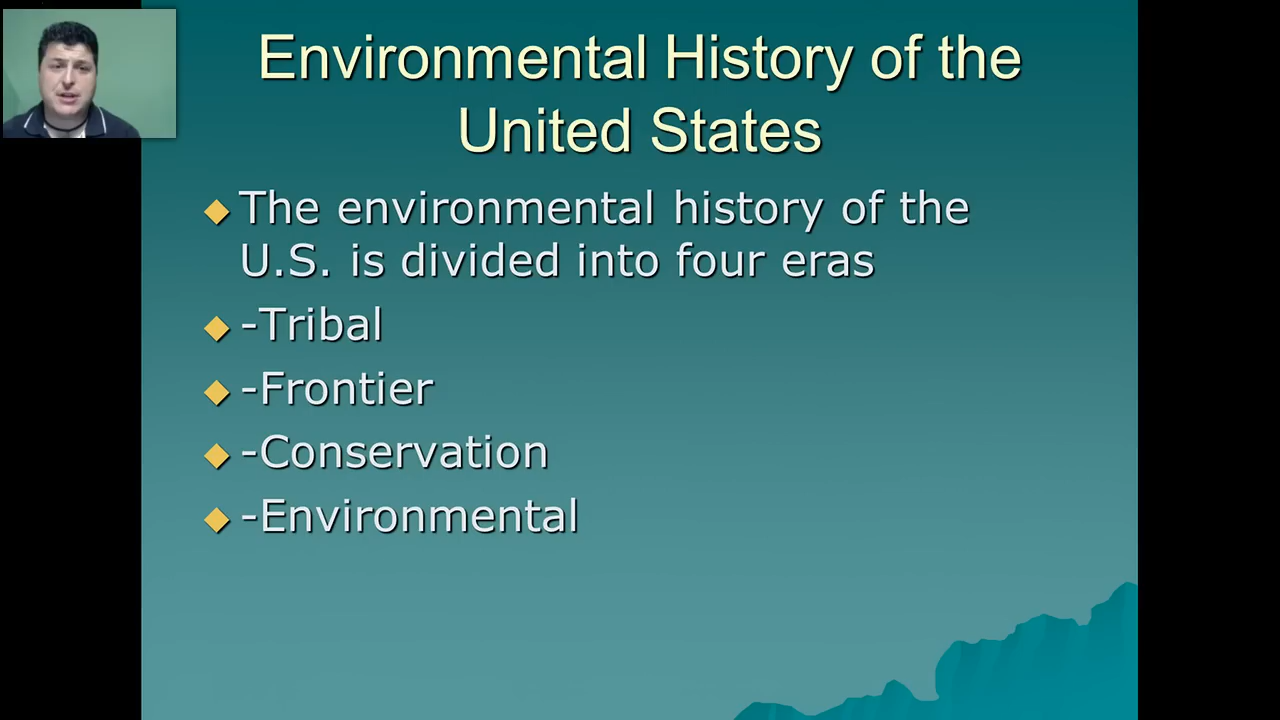 Environmental History of the
United States
The environmental history of the
U.S. is divided into four eras
-Tribal
-Frontier
-Conservation
-Environmental